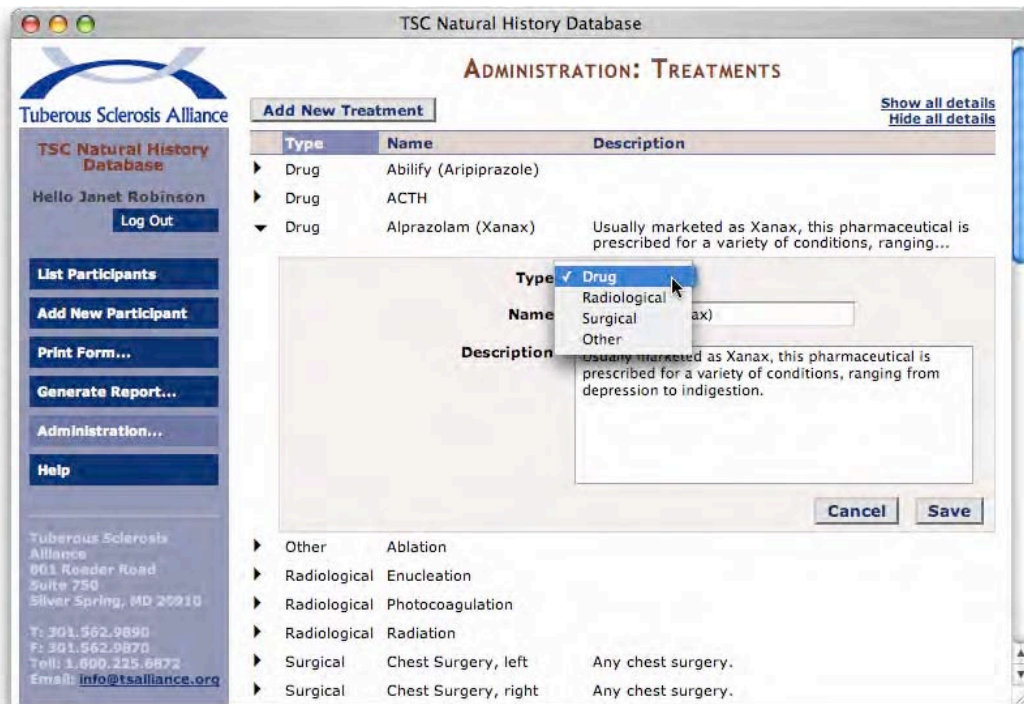 TSC Natural History Database
Tuberous Sclerosis Alliance
TSC Natural History
Database
Hello Janet Robinson
Log Out
List Participants
Add New Participant
Print Form...
Generate Report...
Administration...
Help
Tuberous Sclerosis
Alliance
801 Roeder Road
Suite 750
Silver Spring, MD 20910
T: 301.562.9890
F: 301.562.9870
Toll: 1.800.225.6872
Email: info@tsalliance.org
Administration: Treatments
Add New Treatment
Show all details
Hide all details
Type Name Description
Drug Abilify (Aripiprazole)
Drug ACTH
Drug Alprazolam (Xanax) Usually marketed as Xanax, this pharmaceutical is
prescribed for a variety of conditions, ranging...
Type ✓ Drug
Radiological
Name ax)
Surgical
Other
Description Usually marketed as Xanax, this pharmaceutical is
prescribed for a variety of conditions, ranging from
depression to indigestion.
Cancel Save
Other Ablation
Radiological Enucleation
Radiological Photocoagulation
Radiological Radiation
Surgical Chest Surgery, left Any chest surgery.
Surgical Chest Surgery, right Any chest surgery.